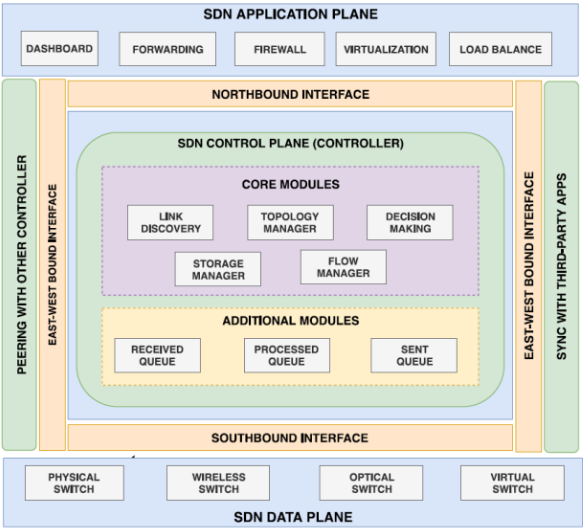 SDN APPLICATION PLANE
DASHBOARD
FORWARDING
FIREWALL
VIRTUALIZATION
LOAD BALANCE
NORTHBOUND INTERFACE
PEERING WITH OTHER CONTROLLER
EAST-WEST BOUND INTERFACE
SDN CONTROL PLANE (CONTROLLER)
CORE MODULES
LINK
DISCOVERY
TOPOLOGY
MANAGER
DECISION
MAKING
STORAGE
MANAGER
FLOW
MANAGER
ADDITIONAL MODULES
RECEIVED
QUEUE
PROCESSED
QUEUE
SENT
QUEUE
EAST-WEST BOUND INTERFACE
SYNC WITH THIRD-PARTY APPS
SOUTHBOUND INTERFACE
PHYSICAL
SWITCH
WIRELESS
SWITCH
OPTICAL
SWITCH
VIRTUAL
SWITCH
SDN DATA PLANE